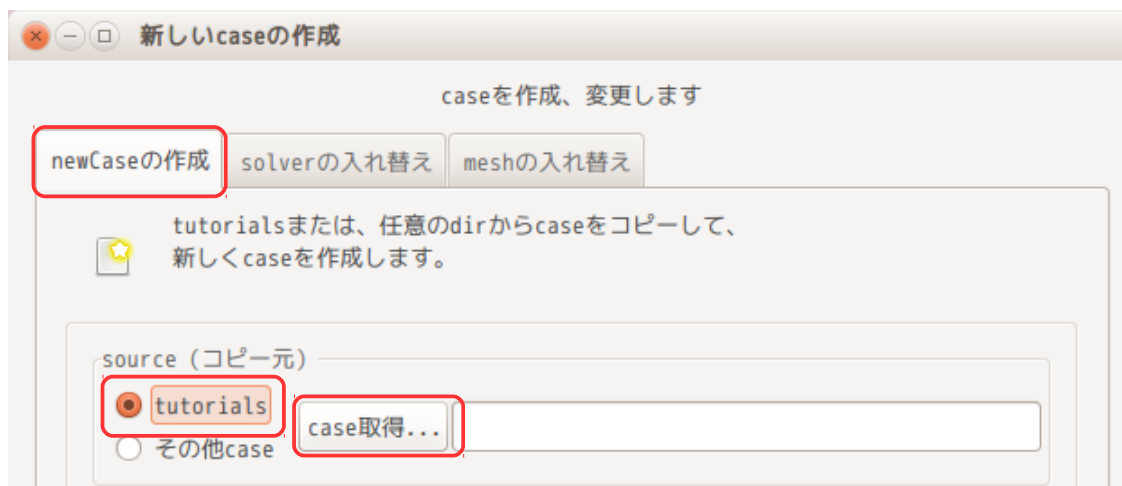 新しいcaseの作成
caseを作成、変更します
newCaseの作成 solverの入れ替え meshの入れ替え
tutorialsまたは、任意のdirからcaseをコピーして、
新しくcaseを作成します。
source (コピー元)
tutorials
case取得...
その他case